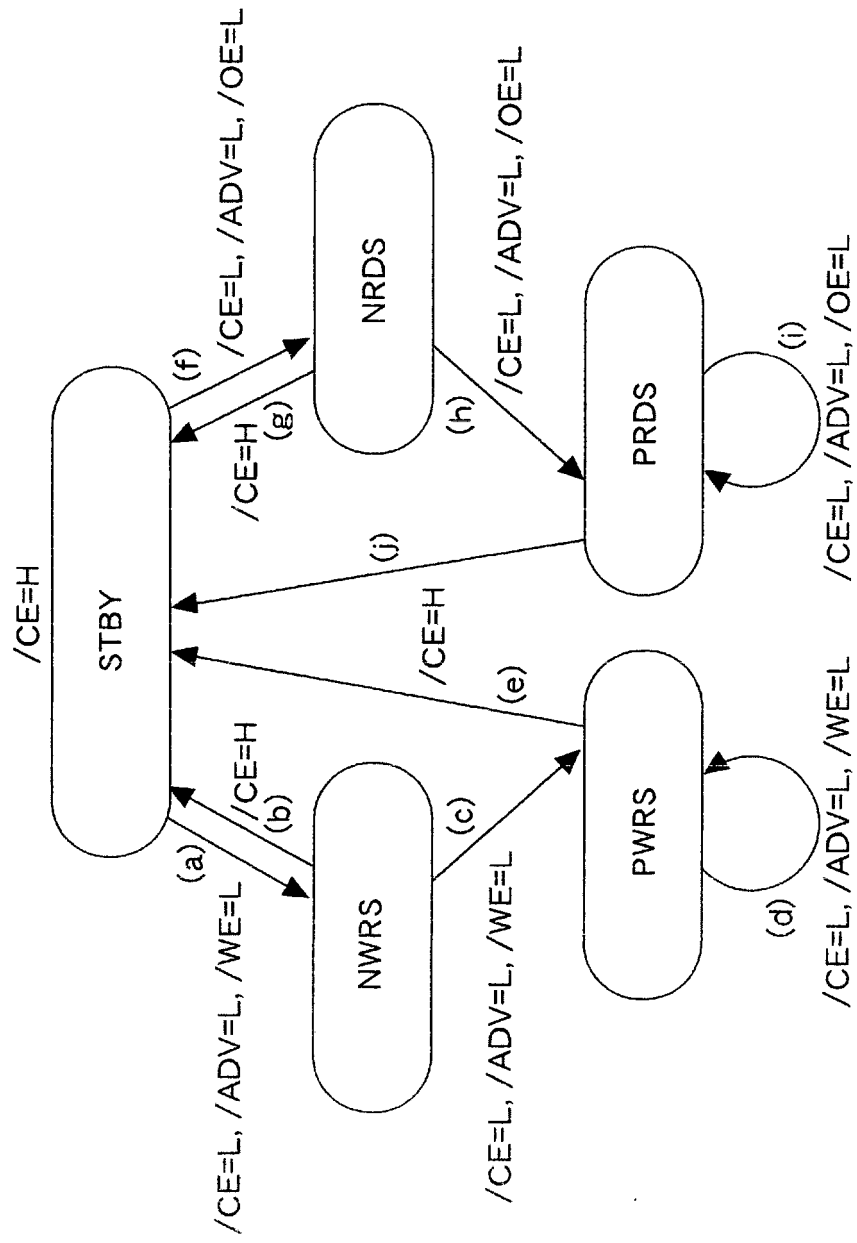 /CE=H
STBY
(a)
/CE=L, /ADV=L, /WE=L
(b)
/CE=H
(f)
/CE=L, /ADV=L, /OE=L
(g)
/CE=H
NWRS
NRDS
(c)
/CE=L, /ADV=L, /WE=L
(e)
/CE=H
(j)
(h)
/CE=L, /ADV=L, /OE=L
PWRS
PRDS
(d)
/CE=L, /ADV=L, /WE=L
(i)
/CE=L, /ADV=L, /OE=L